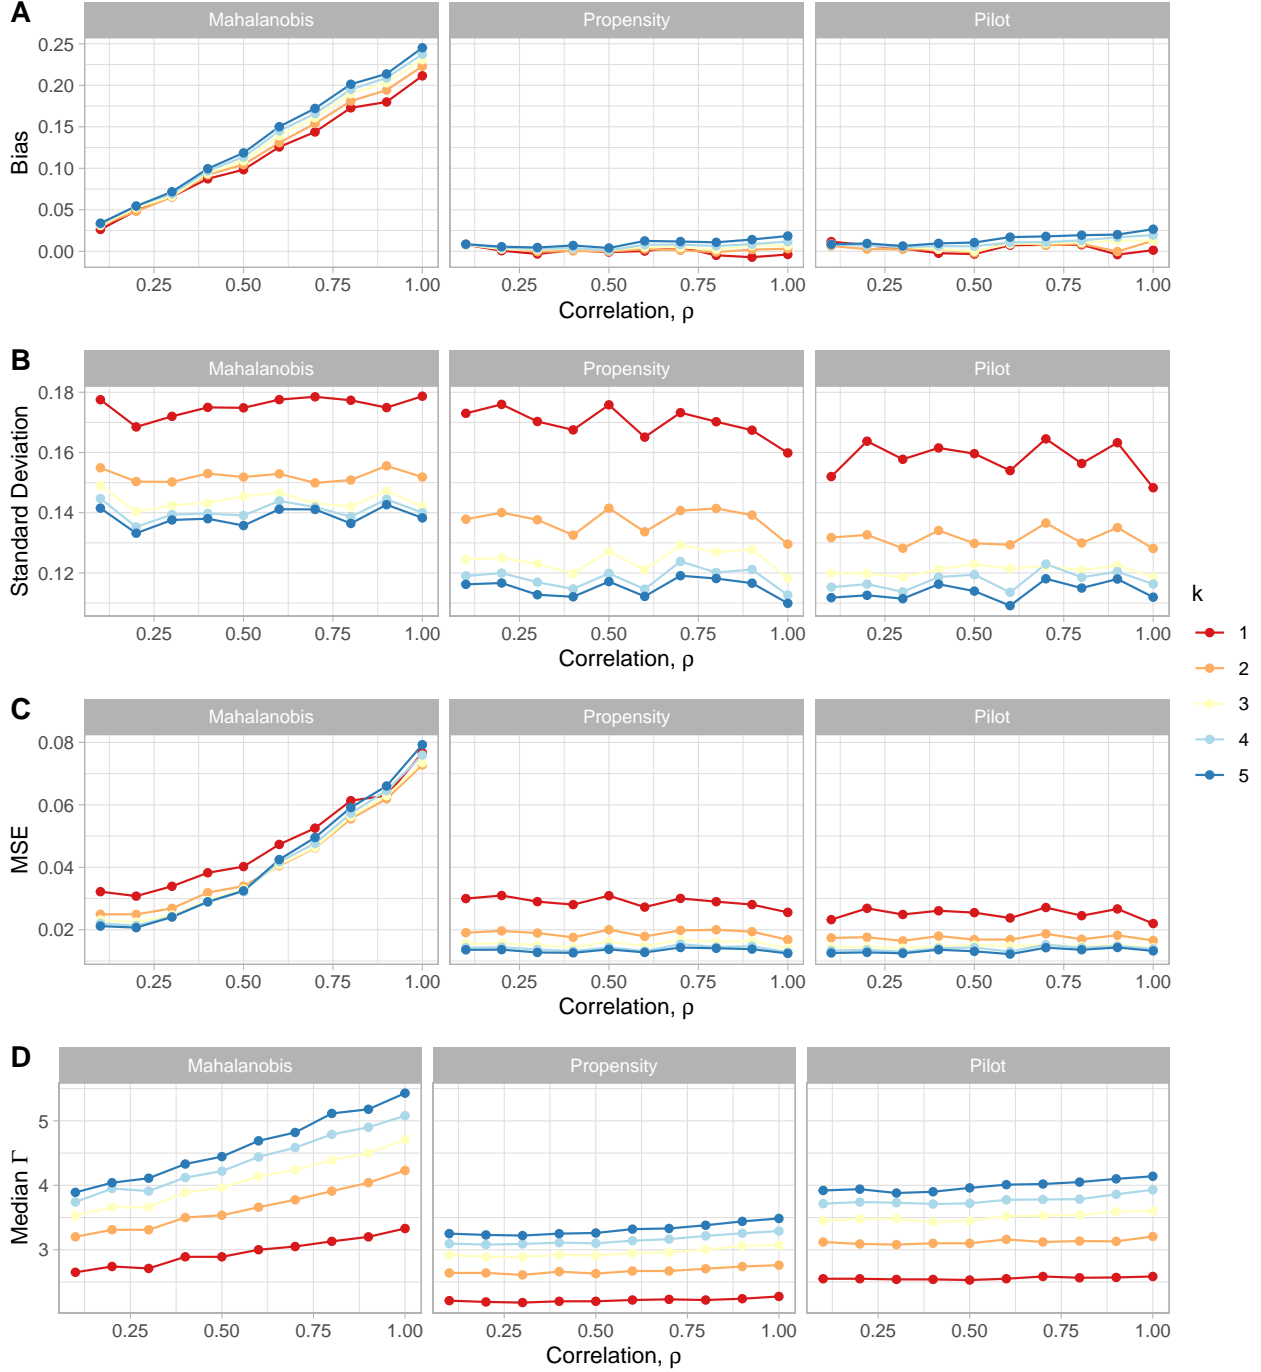 A
Mahalanobis Propensity Pilot
Bias
0.25
0.20
0.15
0.10
0.05
0.00
0.25 0.50 0.75 1.00 0.25 0.50 0.75 1.00 0.25 0.50 0.75 1.00
Correlation, ρ
B
Mahalanobis Propensity Pilot
Standard Deviation
0.18
0.16
0.14
0.12
0.25 0.50 0.75 1.00 0.25 0.50 0.75 1.00 0.25 0.50 0.75 1.00
Correlation, ρ
k
1
2
3
4
5
C
Mahalanobis Propensity Pilot
MSE
0.08
0.06
0.04
0.02
0.25 0.50 0.75 1.00 0.25 0.50 0.75 1.00 0.25 0.50 0.75 1.00
Correlation, ρ
D
Mahalanobis Propensity Pilot
Median Γ
5
4
3
0.25 0.50 0.75 1.00 0.25 0.50 0.75 1.00 0.25 0.50 0.75 1.00
Correlation, ρ